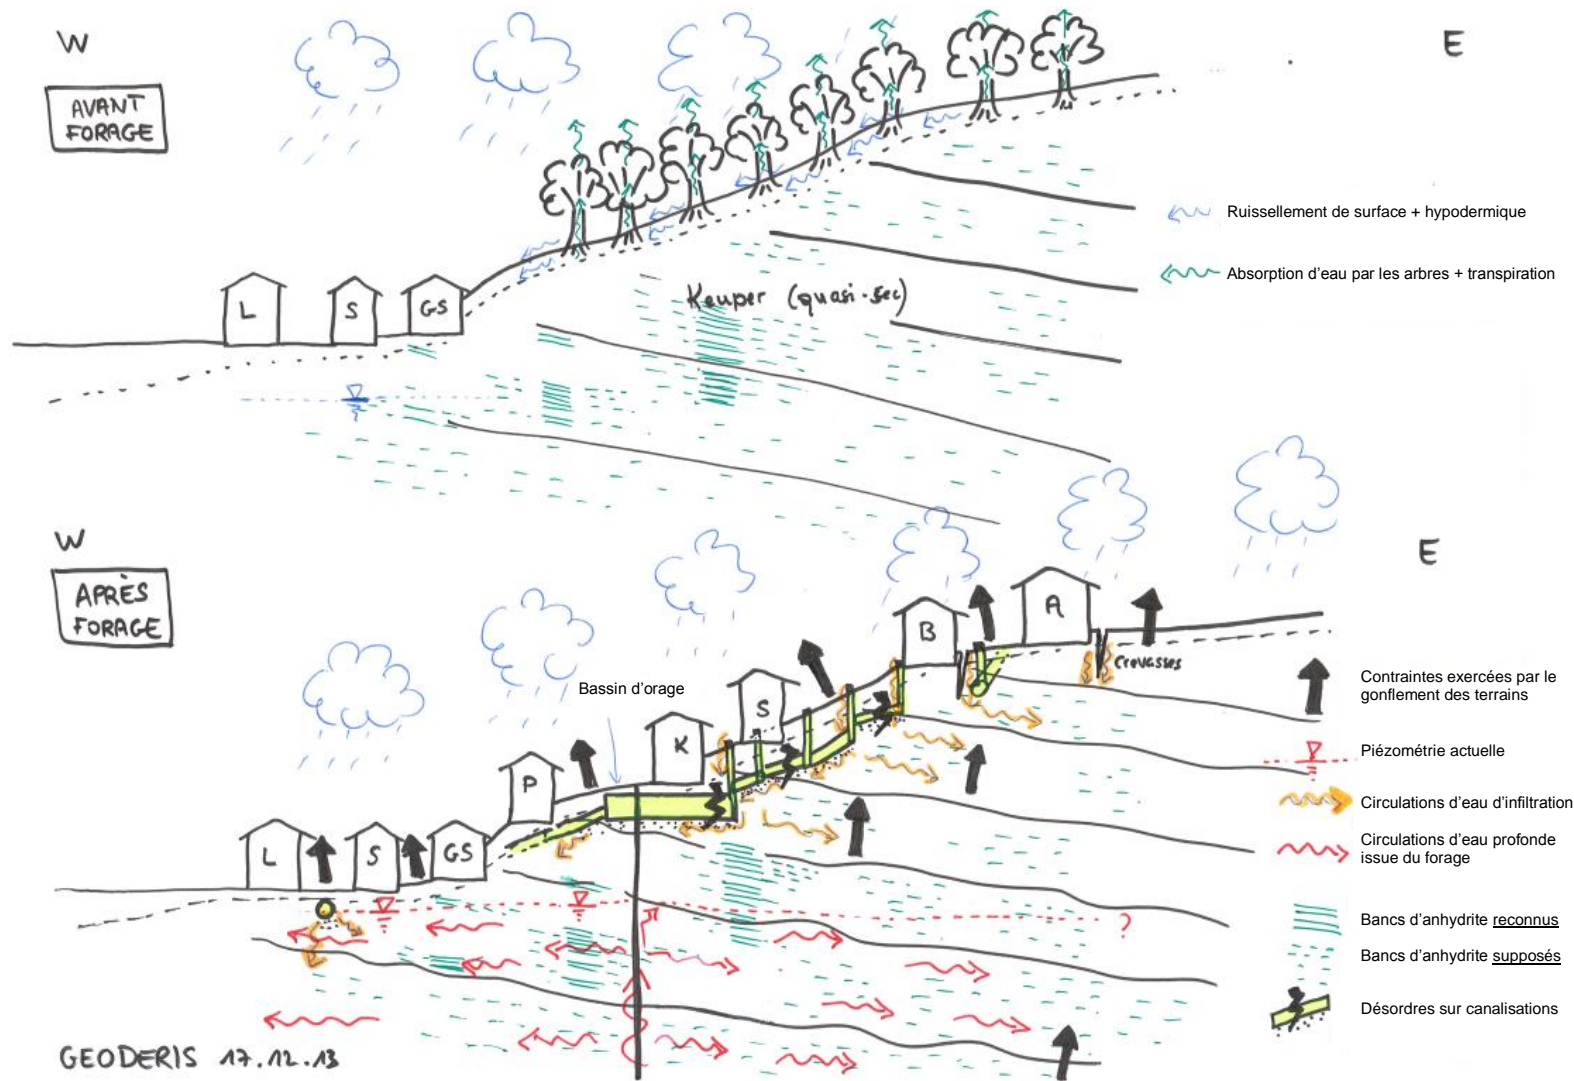 W
E
AVANT
FORAGE
Ruissellement de surface + hypodermique
Absorption d'eau par les arbres + transpiration
L
S
GS
Keuper (quasi-sec)
W
E
APRÈS
FORAGE
A
B
Crevasses
Bassin d'orage
S
K
P
L
S
GS
?
Contraintes exercées par le
gonflement des terrains
Piézométrie actuelle
Circulations d'eau d'infiltration
Circulations d'eau profonde
issue du forage
Bancs d'anhydrite reconnus
Bancs d'anhydrite supposés
Désordres sur canalisations
GEODERIS 17.12.13